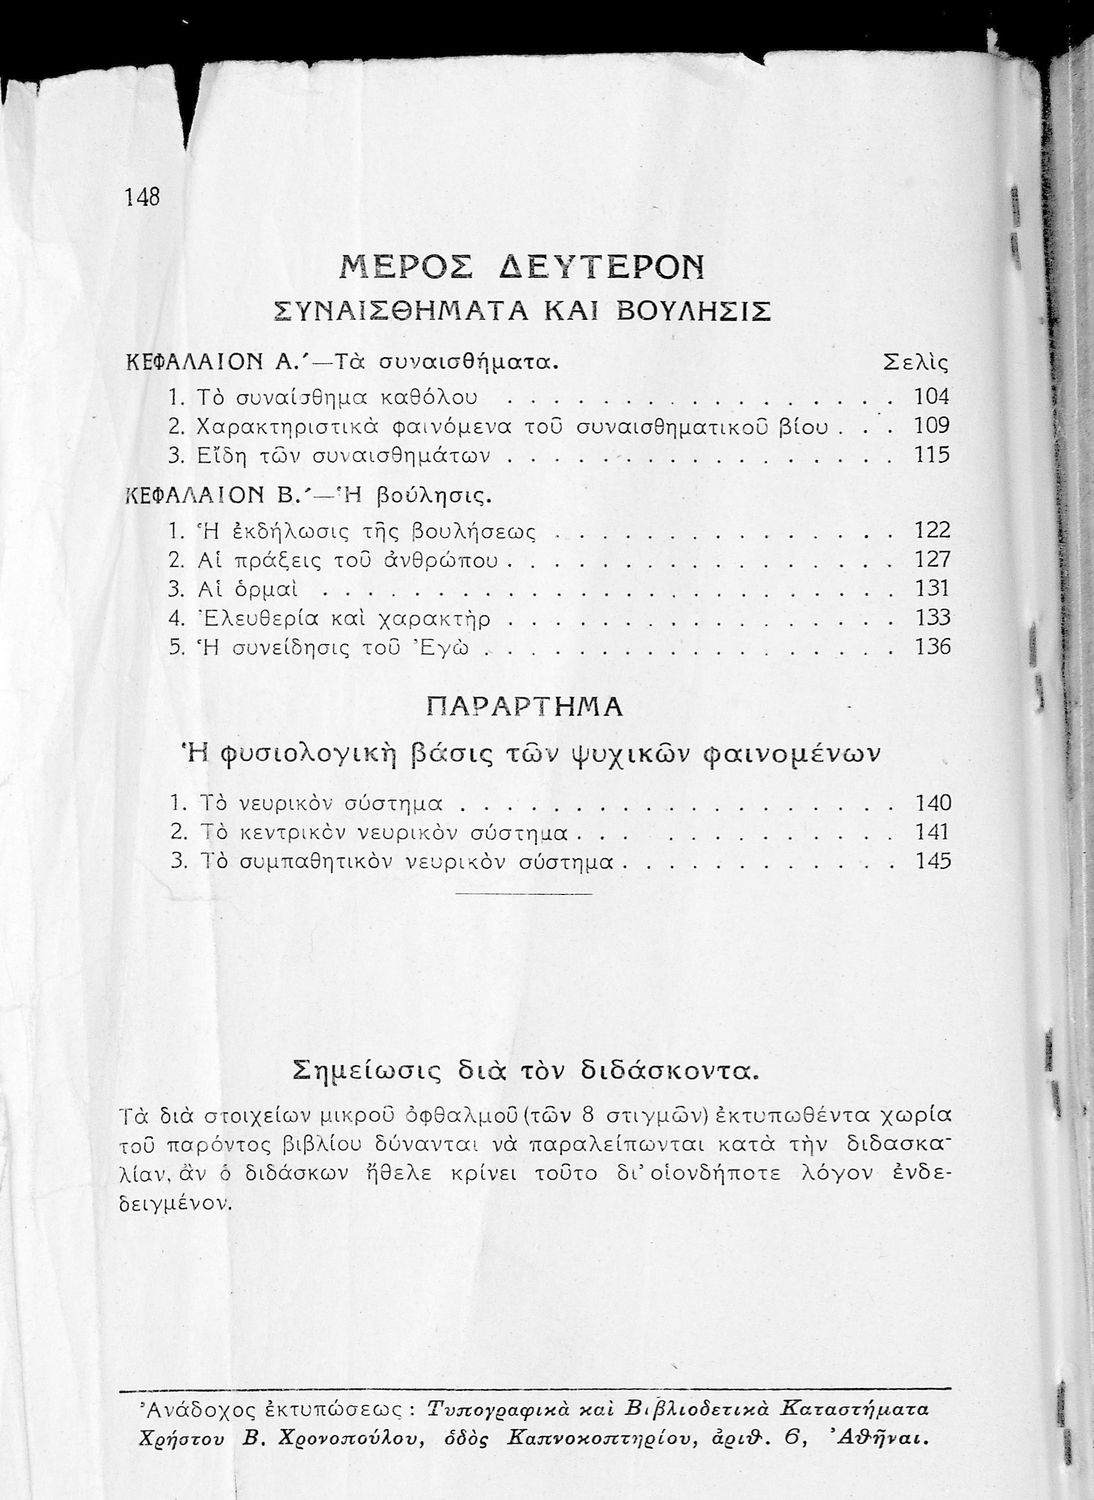 148
ΜΕΡΟΣ ΔΕΥΤΕΡΟΝ
ΣΥΝΑΙΣΘΗΜΑΤΑ ΚΑΙ ΒΟΥΛΗΣΙΣ
ΚΕΦΑΛΑΙΟΝ Α.΄—Τὰ συναισθήματα. Σελὶς
1. Τὸ συναίσθημα καθόλου . . . . . . . . . . . . . . . . . 104
2. Χαρακτηριστικὰ φαινόμενα τοῦ συναισθηματικοῦ βίου . . . 109
3. Εἴδη τῶν συναισθημάτων . . . . . . . . . . . . . . . . . 115
ΚΕΦΑΛΑΙΟΝ Β.΄—Ἡ βούλησις.
1. Ἡ ἐκδήλωσις τῆς βουλήσεως . . . . . . . . . . . . . . . 122
2. Αἱ πράξεις τοῦ ἀνθρώπου . . . . . . . . . . . . . . . . . 127
3. Αἱ ὁρμαὶ . . . . . . . . . . . . . . . . . . . . . . . . . 131
4. Ἐλευθερία καὶ χαρακτὴρ . . . . . . . . . . . . . . . . . 133
5. Ἡ συνείδησις τοῦ Ἐγὼ . . . . . . . . . . . . . . . . . . 136
ΠΑΡΑΡΤΗΜΑ
Ἡ φυσιολογικὴ βάσις τῶν ψυχικῶν φαινομένων
1. Τὸ νευρικὸν σύστημα . . . . . . . . . . . . . . . . . . . 140
2. Τὸ κεντρικὸν νευρικὸν σύστημα . . . . . . . . . . . . . 141
3. Τὸ συμπαθητικὸν νευρικὸν σύστημα . . . . . . . . . . . . 145
Σημείωσις διὰ τὸν διδάσκοντα.
Τὰ διὰ στοιχείων μικροῦ ὀφθαλμοῦ (τῶν 8 στιγμῶν) ἐκτυπωθέντα χωρία
τοῦ παρόντος βιβλίου δύνανται νὰ παραλείπωνται κατὰ τὴν διδασκα-
λίαν, ἂν ὁ διδάσκων ἤθελε κρίνει τοῦτο δι' οἱονδήποτε λόγον ἐνδε-
δειγμένον.
Ἀνάδοχος ἐκτυπώσεως : Τυπογραφικὰ καὶ Βιβλιοδετικὰ Καταστήματα
Χρήστου Β. Χρονοπούλου, ὁδὸς Καπνοκοπτηρίου, ἀριθ. 6, Ἀθῆναι.